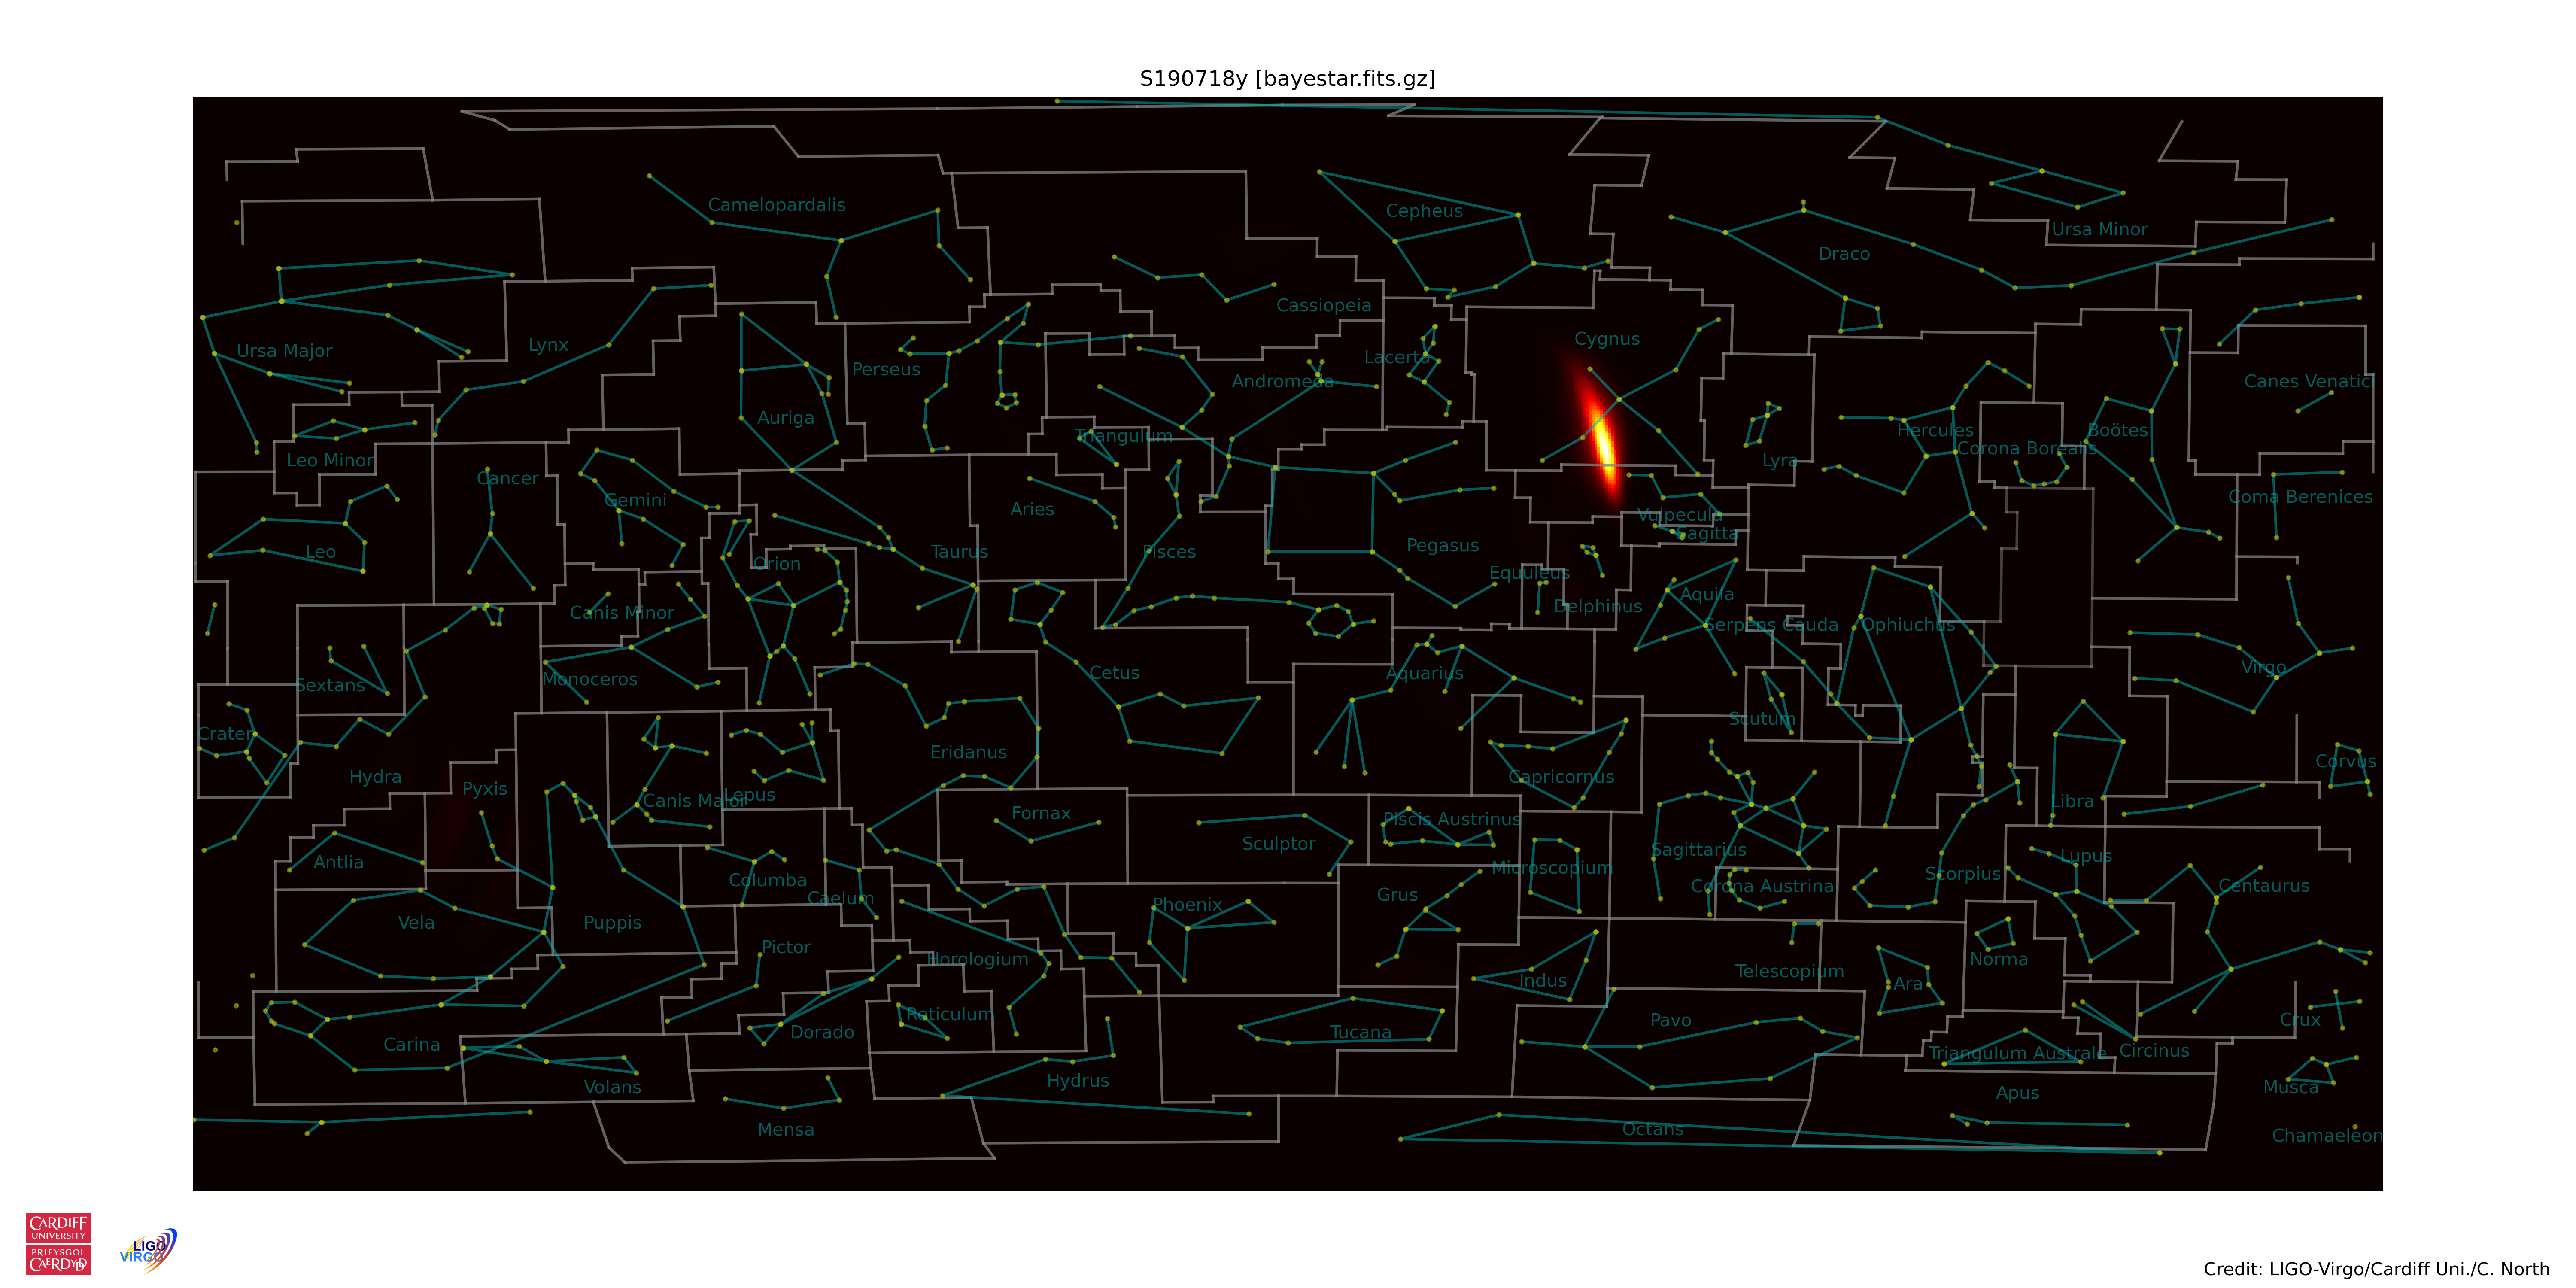 S190718y [bayestar.fits.gz]
Camelopardalis
Cepheus
Ursa Minor
Draco
Cassiopeia
Cygnus
Ursa Major
Lynx
Lacerta
Perseus
Andromeda
Canes Venatici
Auriga
Triangulum
Hercules
Boötes
Corona Borealis
Leo Minor
Lyra
Cancer
Gemini
Coma Berenices
Aries
Vulpecula
Sagitta
Leo
Taurus
Pisces
Pegasus
Orion
Equuleus
Aquila
Delphinus
Canis Minor
Serpens Cauda
Ophiuchus
Virgo
Cetus
Aquarius
Monoceros
Sextans
Scutum
Crater
Eridanus
Corvus
Hydra
Capricornus
Pyxis
Lepus
Canis Major
Libra
Fornax
Piscis Austrinus
Sculptor
Sagittarius
Lupus
Antlia
Microscopium
Scorpius
Columba
Corona Austrina
Centaurus
Grus
Caelum
Phoenix
Vela
Puppis
Pictor
Horologium
Norma
Telescopium
Indus
Ara
Reticulum
Pavo
Crux
Dorado
Tucana
Carina
Circinus
Triangulum Australe
Hydrus
Volans
Musca
Apus
Mensa
Octans
Chamaeleon
CARDIFF
UNIVERSITY
PRIFYSGOL
CAERDYDD
LIGO
VIRGO
Credit: LIGO-Virgo/Cardiff Uni./C. North